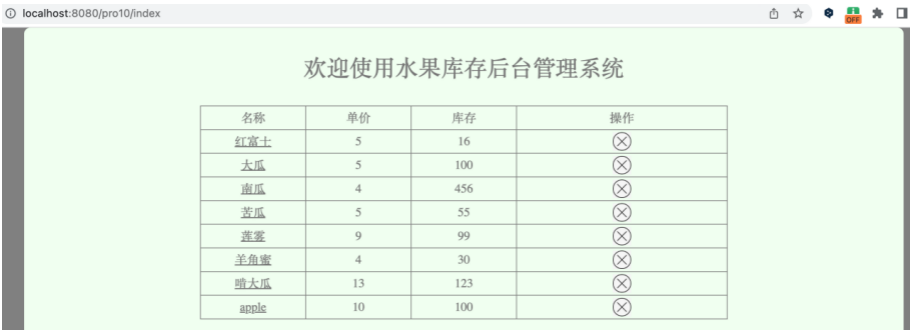 localhost:8080/pro10/index
OFF
欢迎使用水果库存后台管理系统
名称 单价 库存 操作
红富士 5 16
大瓜 5 100
南瓜 4 456
苦瓜 5 55
莲雾 9 99
羊角蜜 4 30
啃大瓜 13 123
apple 10 100